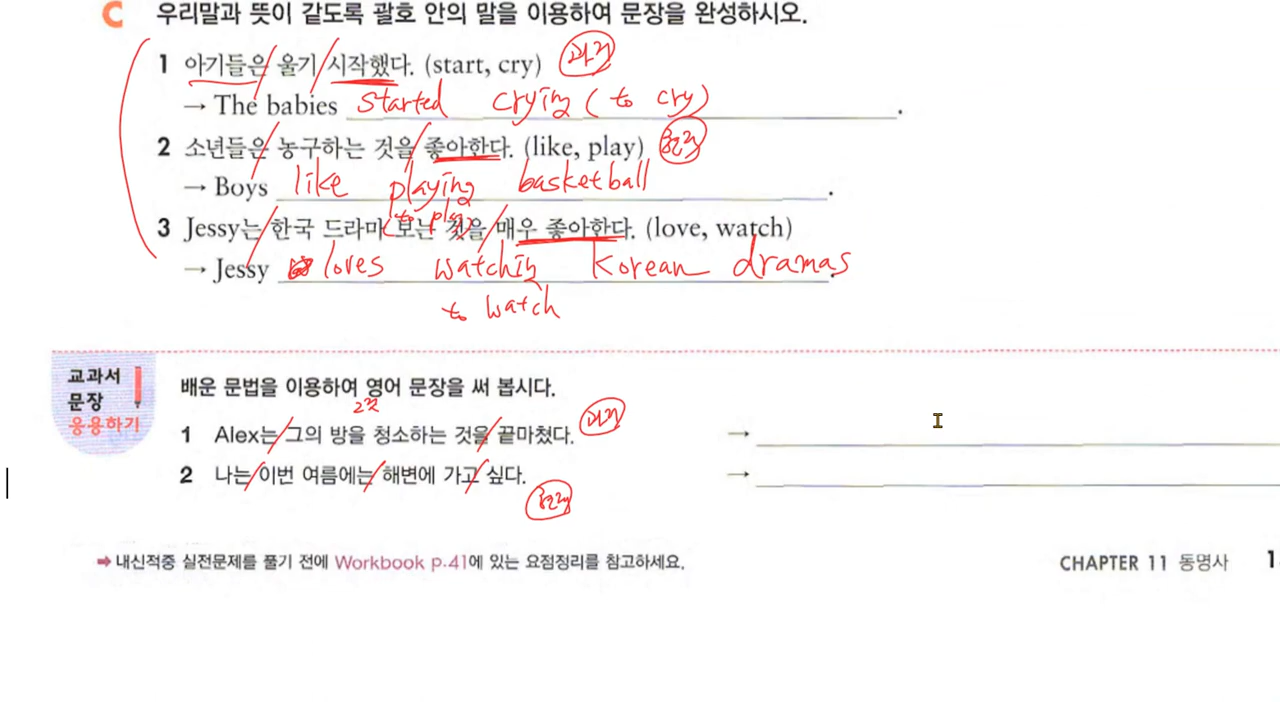 C 우리말과 뜻이 같도록 괄호 안의 말을 이용하여 문장을 완성하시오.
1 아기들은 울기 시작했다. (start, cry) 과거
→ The babies started crying (to cry) .
2 소년들은 농구하는 것을 좋아한다. (like, play) 현재
→ Boys like playing basketball .
(to play)
3 Jessy는 한국 드라마 보는 것을 매우 좋아한다. (love, watch)
→ Jessy loves watching Korean dramas .
to watch
교과서
문장
응용하기
배운 문법을 이용하여 영어 문장을 써 봅시다.
1 Alex는 그의 방을 청소하는 것을 끝마쳤다. 과거
→
2 나는 이번 여름에는 해변에 가고 싶다. 현재
→
➡ 내신적중 실전문제를 풀기 전에 Workbook p.41에 있는 요점정리를 참고하세요.
CHAPTER 11 동명사